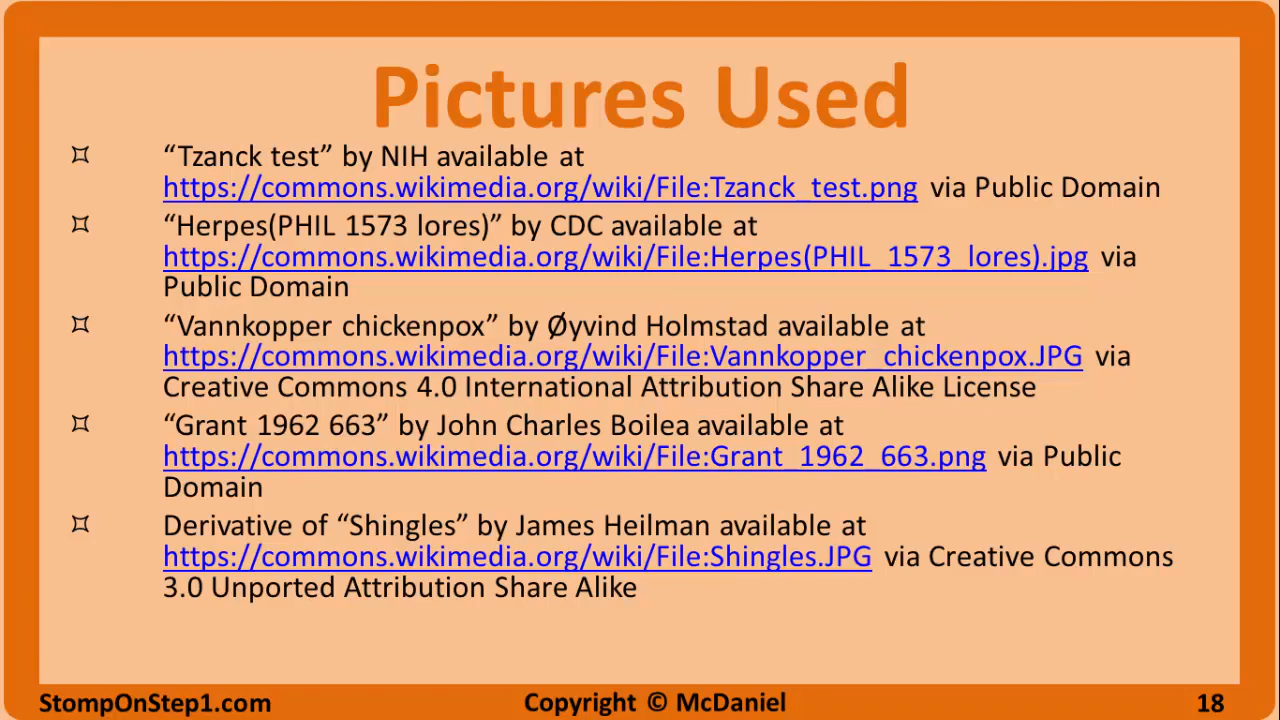 Pictures Used
¤ “Tzanck test” by NIH available at
https://commons.wikimedia.org/wiki/File:Tzanck_test.png via Public Domain
¤ “Herpes(PHIL 1573 lores)” by CDC available at
https://commons.wikimedia.org/wiki/File:Herpes(PHIL_1573_lores).jpg via
Public Domain
¤ “Vannkopper chickenpox” by Øyvind Holmstad available at
https://commons.wikimedia.org/wiki/File:Vannkopper_chickenpox.JPG via
Creative Commons 4.0 International Attribution Share Alike License
¤ “Grant 1962 663” by John Charles Boilea available at
https://commons.wikimedia.org/wiki/File:Grant_1962_663.png via Public
Domain
¤ Derivative of “Shingles” by James Heilman available at
https://commons.wikimedia.org/wiki/File:Shingles.JPG via Creative Commons
3.0 Unported Attribution Share Alike
StompOnStep1.com Copyright © McDaniel 18